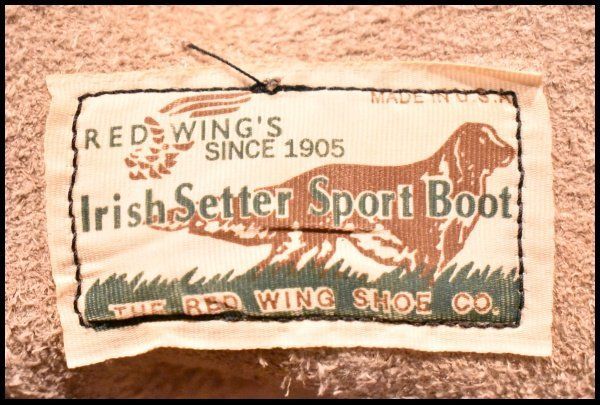 MADE IN U.S.A.
RED WING'S
SINCE 1905
Irish Setter Sport Boot
THE RED WING SHOE CO.